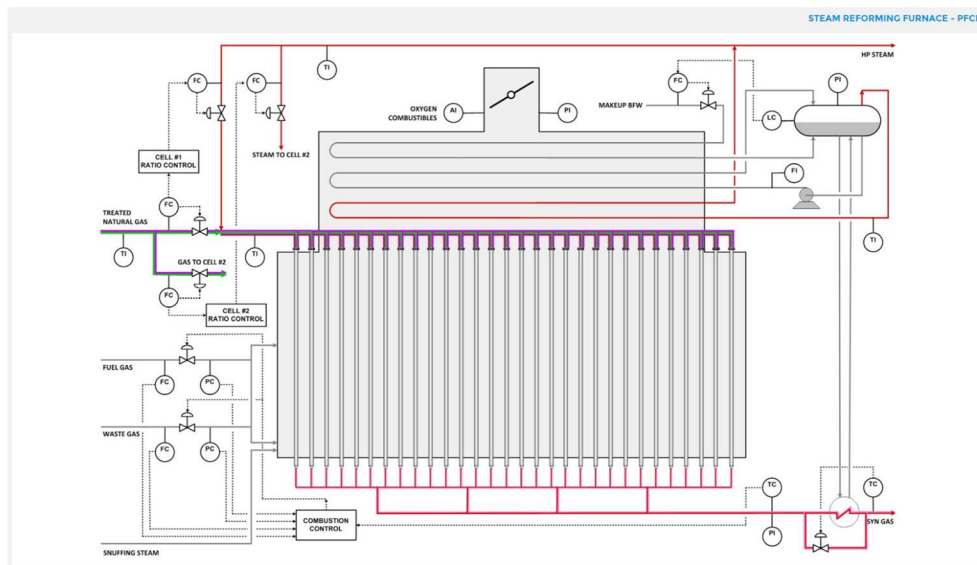 STEAM REFORMING FURNACE - PFC
HP STEAM
TI
FC
FC
FC
PI
OXYGEN
COMBUSTIBLES
AI
PI
MAKEUP BFW
LC
STEAM TO CELL #2
CELL #1
RATIO CONTROL
FI
FC
TREATED
NATURAL GAS
TI
TI
TI
GAS TO CELL #2
FC
CELL #2
RATIO CONTROL
FUEL GAS
FC
PC
WASTE GAS
FC
PC
TC
TC
COMBUSTION
CONTROL
SYN GAS
PI
SNUFFING STEAM